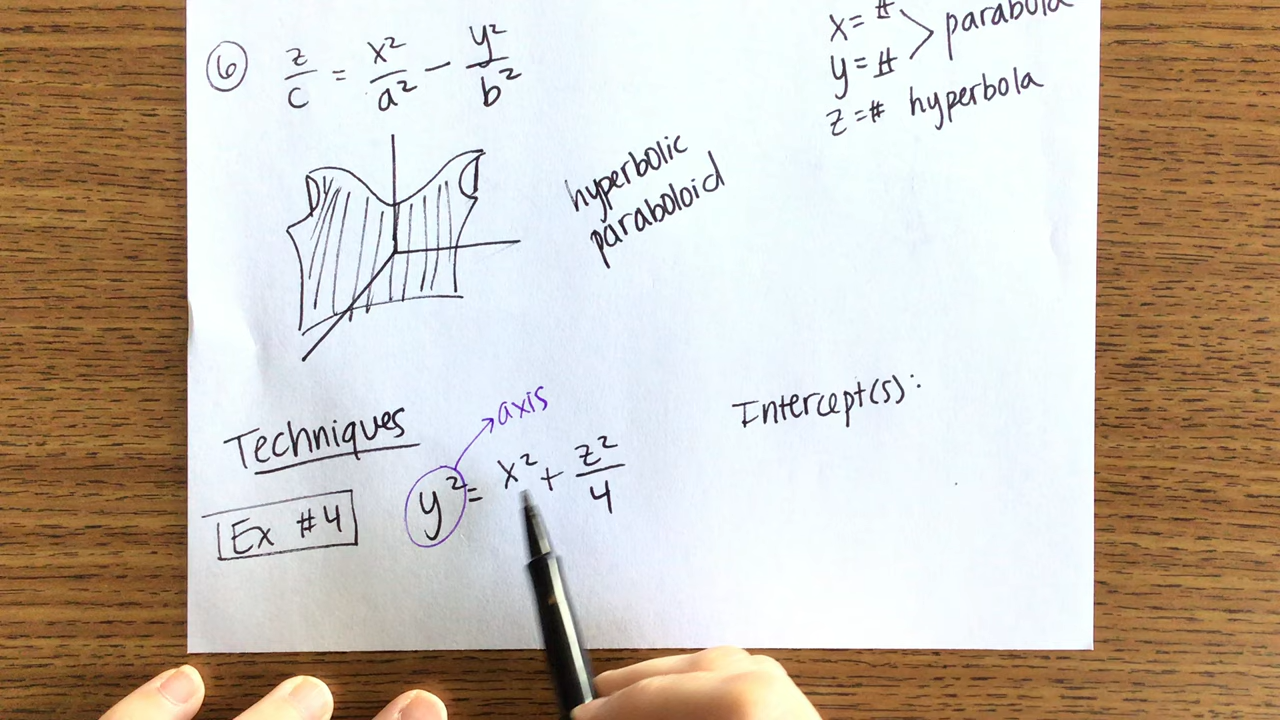 ⑥ z/c = x²/a² − y²/b²
x = #
y = # > parabola
z = # hyperbola
hyperbolic
paraboloid
Techniques
axis
Intercept(s):
Ex #4 y² = x² + z²/4